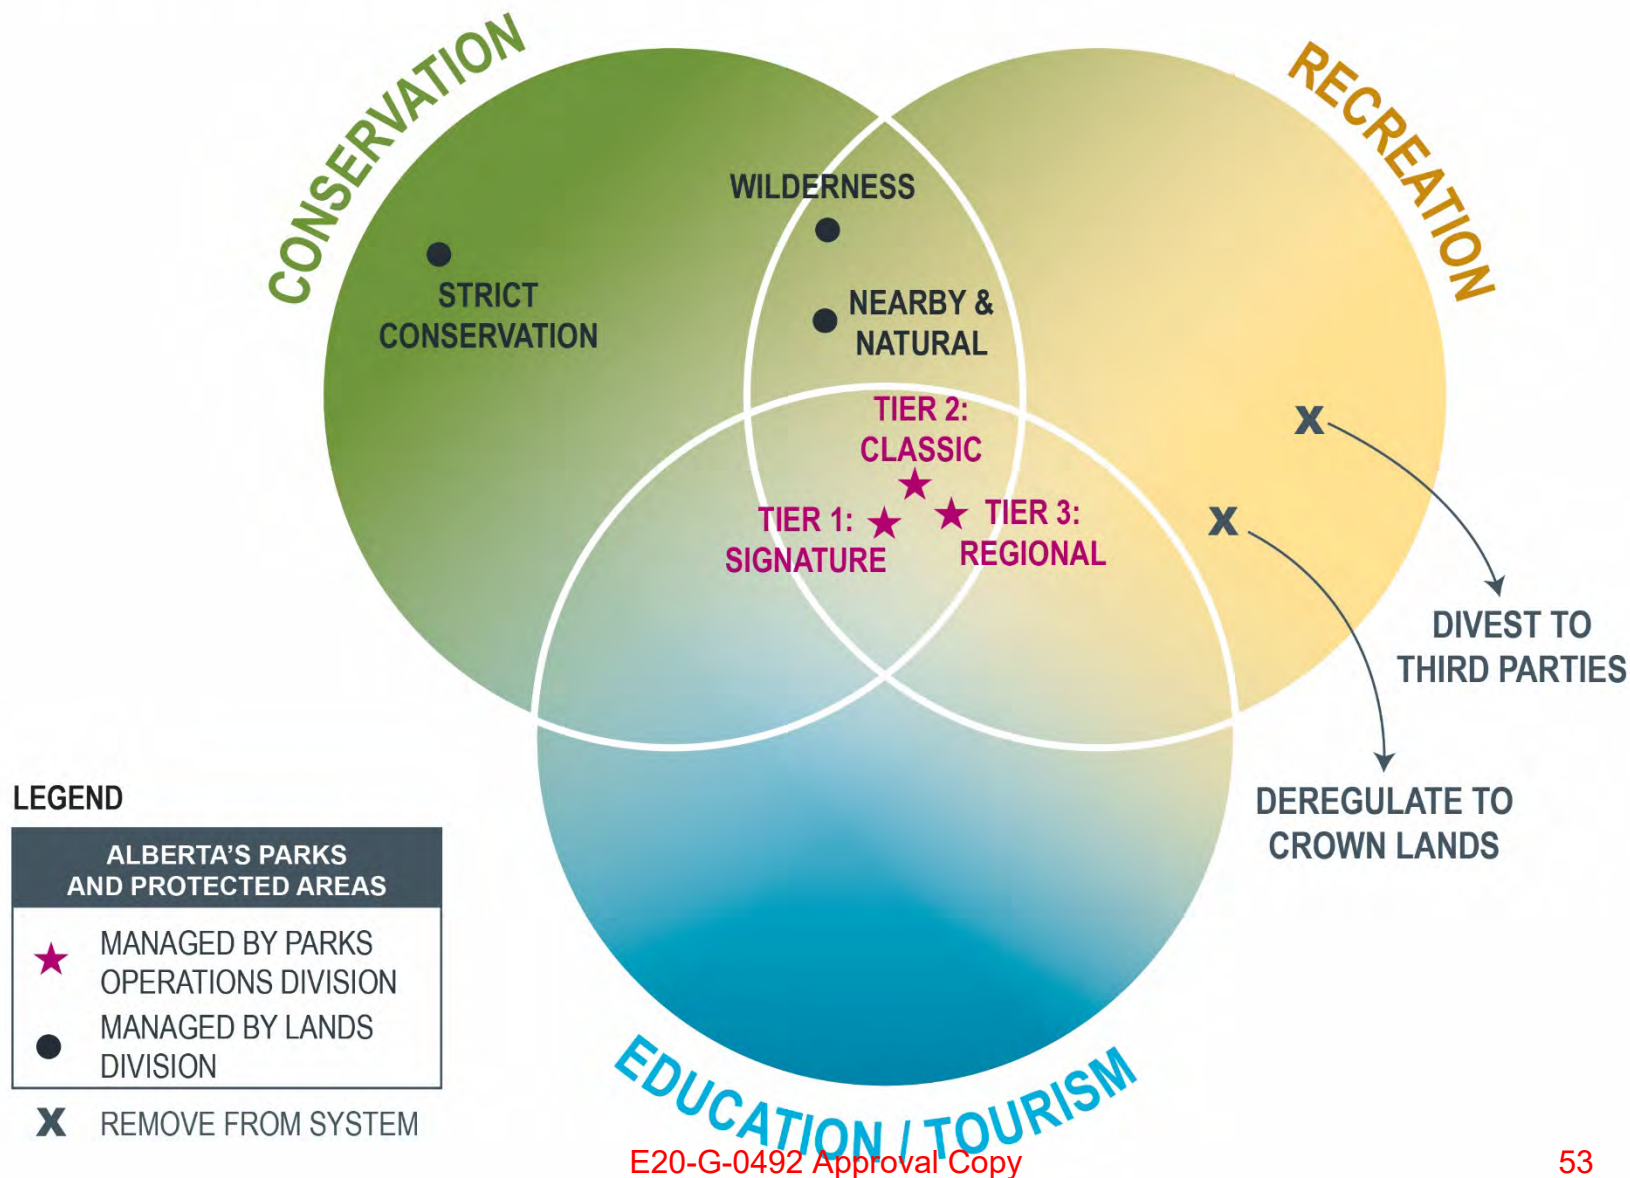 CONSERVATION
RECREATION
WILDERNESS
STRICT
CONSERVATION
NEARBY &
NATURAL
TIER 2:
CLASSIC
TIER 1:
SIGNATURE
TIER 3:
REGIONAL
X
X
DIVEST TO
THIRD PARTIES
DEREGULATE TO
CROWN LANDS
LEGEND
ALBERTA'S PARKS
AND PROTECTED AREAS
MANAGED BY PARKS
OPERATIONS DIVISION
MANAGED BY LANDS
DIVISION
X REMOVE FROM SYSTEM
EDUCATION / TOURISM
E20-G-0492 Approval Copy
53